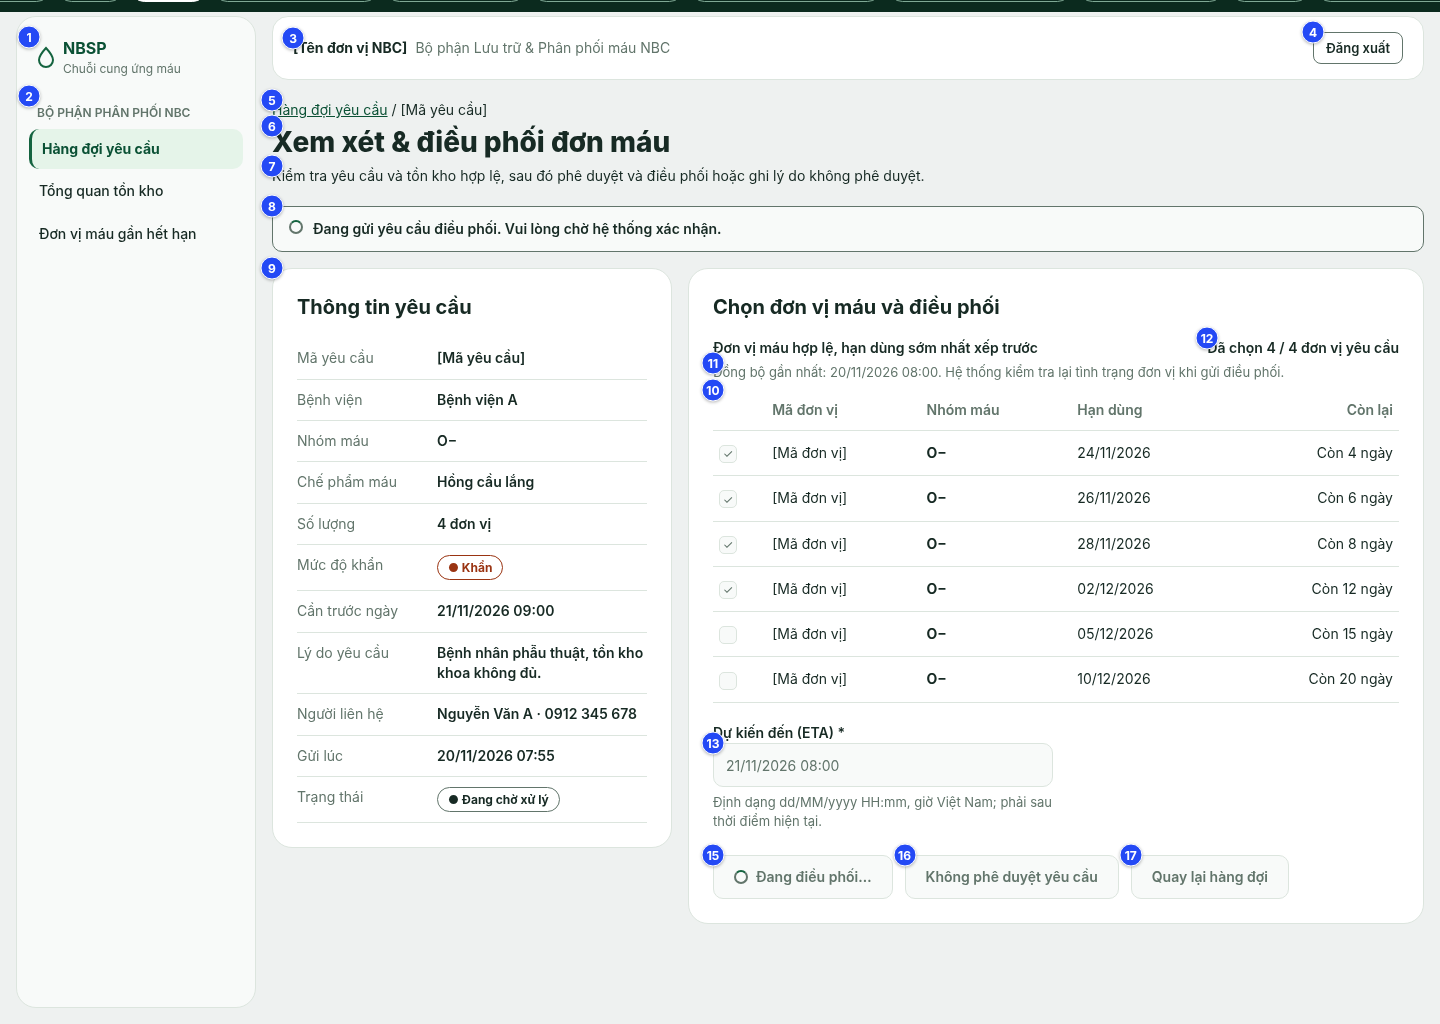 1
NBSP
Chuỗi cung ứng máu
2
BỘ PHẬN PHÂN PHỐI NBC
Hàng đợi yêu cầu
Tổng quan tồn kho
Đơn vị máu gần hết hạn
3
[Tên đơn vị NBC] Bộ phận Lưu trữ & Phân phối máu NBC
4
Đăng xuất
5
Hàng đợi yêu cầu / [Mã yêu cầu]
6
Xem xét & điều phối đơn máu
7
Kiểm tra yêu cầu và tồn kho hợp lệ, sau đó phê duyệt và điều phối hoặc ghi lý do không phê duyệt.
8
Đang gửi yêu cầu điều phối. Vui lòng chờ hệ thống xác nhận.
9
Thông tin yêu cầu
Mã yêu cầu [Mã yêu cầu]
Bệnh viện Bệnh viện A
Nhóm máu O−
Chế phẩm máu Hồng cầu lắng
Số lượng 4 đơn vị
Mức độ khẩn Khẩn
Cần trước ngày 21/11/2026 09:00
Lý do yêu cầu Bệnh nhân phẫu thuật, tồn kho
khoa không đủ.
Người liên hệ Nguyễn Văn A · 0912 345 678
Gửi lúc 20/11/2026 07:55
Trạng thái Đang chờ xử lý
Chọn đơn vị máu và điều phối
Đơn vị máu hợp lệ, hạn dùng sớm nhất xếp trước
12
Đã chọn 4 / 4 đơn vị yêu cầu
11
Đồng bộ gần nhất: 20/11/2026 08:00. Hệ thống kiểm tra lại tình trạng đơn vị khi gửi điều phối.
10
Mã đơn vị Nhóm máu Hạn dùng Còn lại
[Mã đơn vị] O− 24/11/2026 Còn 4 ngày
[Mã đơn vị] O− 26/11/2026 Còn 6 ngày
[Mã đơn vị] O− 28/11/2026 Còn 8 ngày
[Mã đơn vị] O− 02/12/2026 Còn 12 ngày
[Mã đơn vị] O− 05/12/2026 Còn 15 ngày
[Mã đơn vị] O− 10/12/2026 Còn 20 ngày
Dự kiến đến (ETA) *
13
21/11/2026 08:00
Định dạng dd/MM/yyyy HH:mm, giờ Việt Nam; phải sau
thời điểm hiện tại.
15
Đang điều phối...
16
Không phê duyệt yêu cầu
17
Quay lại hàng đợi